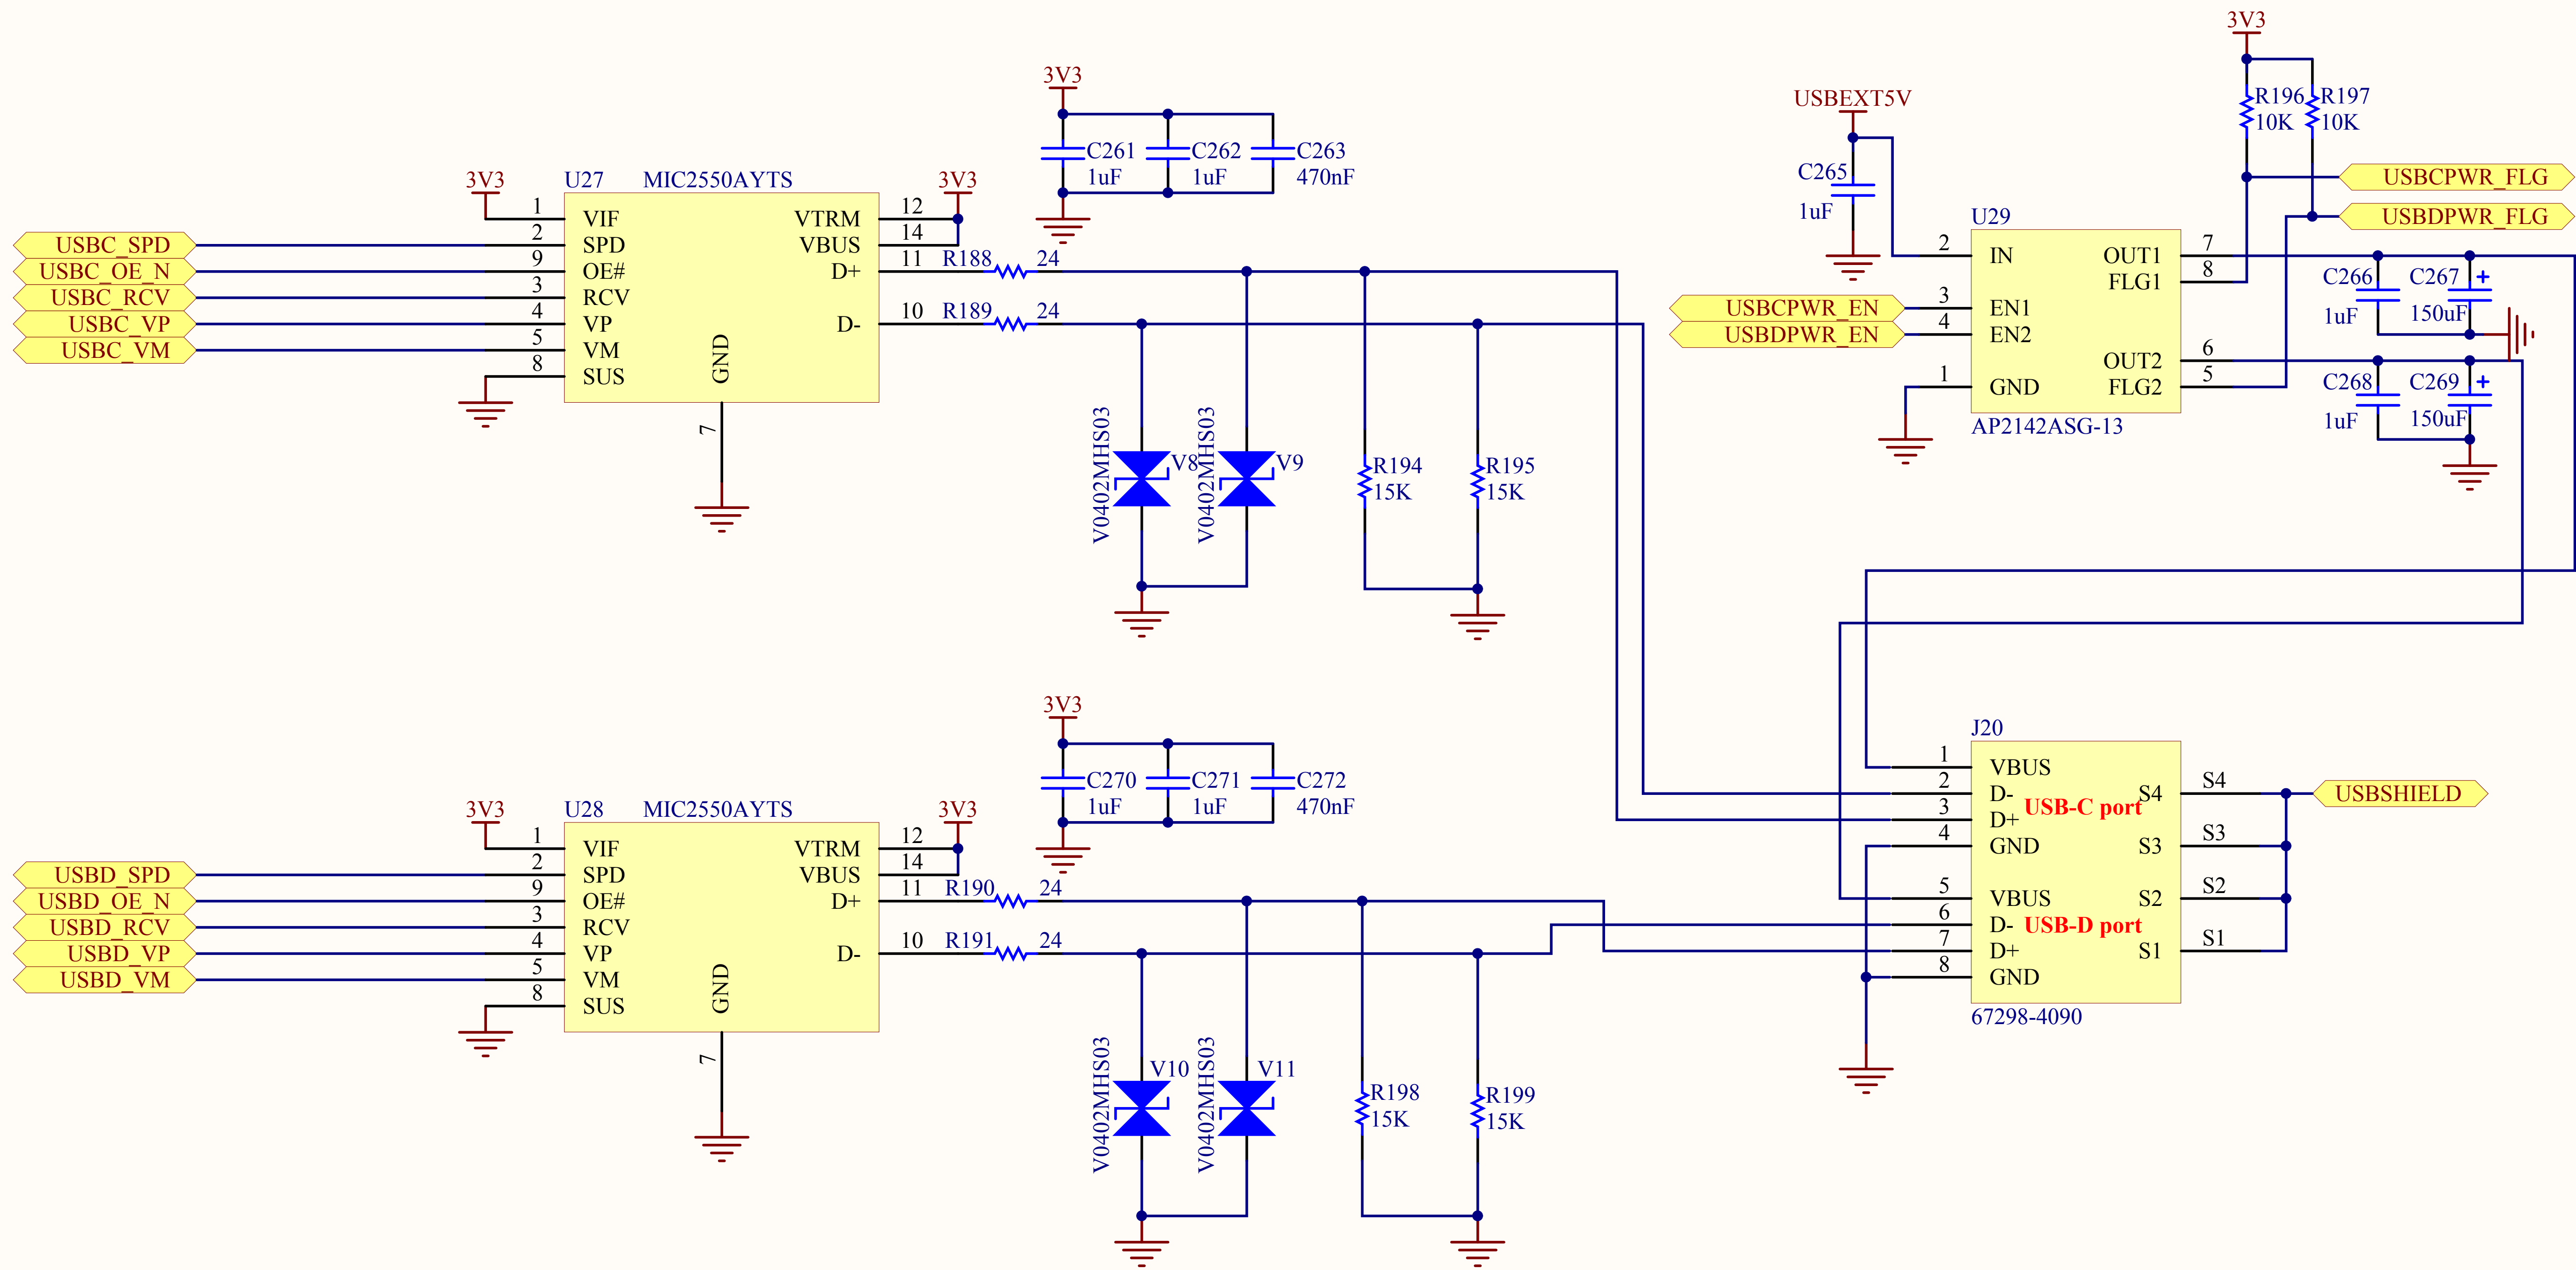 3V3
U27 MIC2550AYTS
3V3
1 VIF VTRM 12
USBC_SPD 2 SPD VBUS 14
USBC_OE_N 9 OE# D+ 11 R188 24
USBC_RCV 3 RCV
USBC_VP 4 VP D- 10 R189 24
USBC_VM 5 VM
8 SUS
GND
7
3V3
C261 C262 C263
1uF 1uF 470nF
V0402MHS03 V8
V0402MHS03 V9
R194 R195
15K 15K
3V3
R196 R197
10K 10K
USBCPWR_FLG
USBDPWR_FLG
USBEXT5V
C265
1uF
U29
2 IN OUT1 7
FLG1 8
USBCPWR_EN 3 EN1
USBDPWR_EN 4 EN2
OUT2 6
1 GND FLG2 5
AP2142ASG-13
C266 C267 +
1uF 150uF
C268 C269 +
1uF 150uF
3V3
U28 MIC2550AYTS
3V3
1 VIF VTRM 12
USBD_SPD 2 SPD VBUS 14
USBD_OE_N 9 OE# D+ 11 R190 24
USBD_RCV 3 RCV
USBD_VP 4 VP D- 10 R191 24
USBD_VM 5 VM
8 SUS
GND
7
3V3
C270 C271 C272
1uF 1uF 470nF
V0402MHS03 V10
V0402MHS03 V11
R198 R199
15K 15K
J20
1 VBUS
2 D- S4 S4
USB-C port
3 D+
4 GND S3 S3
5 VBUS S2 S2
6 D- USB-D port
7 D+ S1 S1
8 GND
67298-4090
USBSHIELD